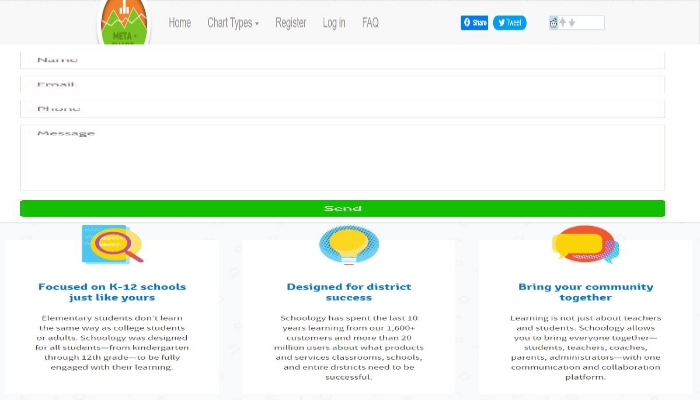 META -
Home
Chart Types
Register
Log in
FAQ
Share
Tweet
Name
Email
Phone
Message
Send
Focused on K-12 schools
just like yours
Elementary students don't learn
the same way as college students
or adults. Schoology was designed
for all students—from kindergarten
through 12th grade—to be fully
engaged with their learning.
Designed for district
success
Schoology has spent the last 10
years learning from our 1,600+
customers and more than 20
million users about what products
and services classrooms, schools,
and entire districts need to be
successful.
Bring your community
together
Learning is not just about teachers
and students. Schoology allows
you to bring everyone together—
students, teachers, coaches,
parents, administrators—with one
communication and collaboration
platform.